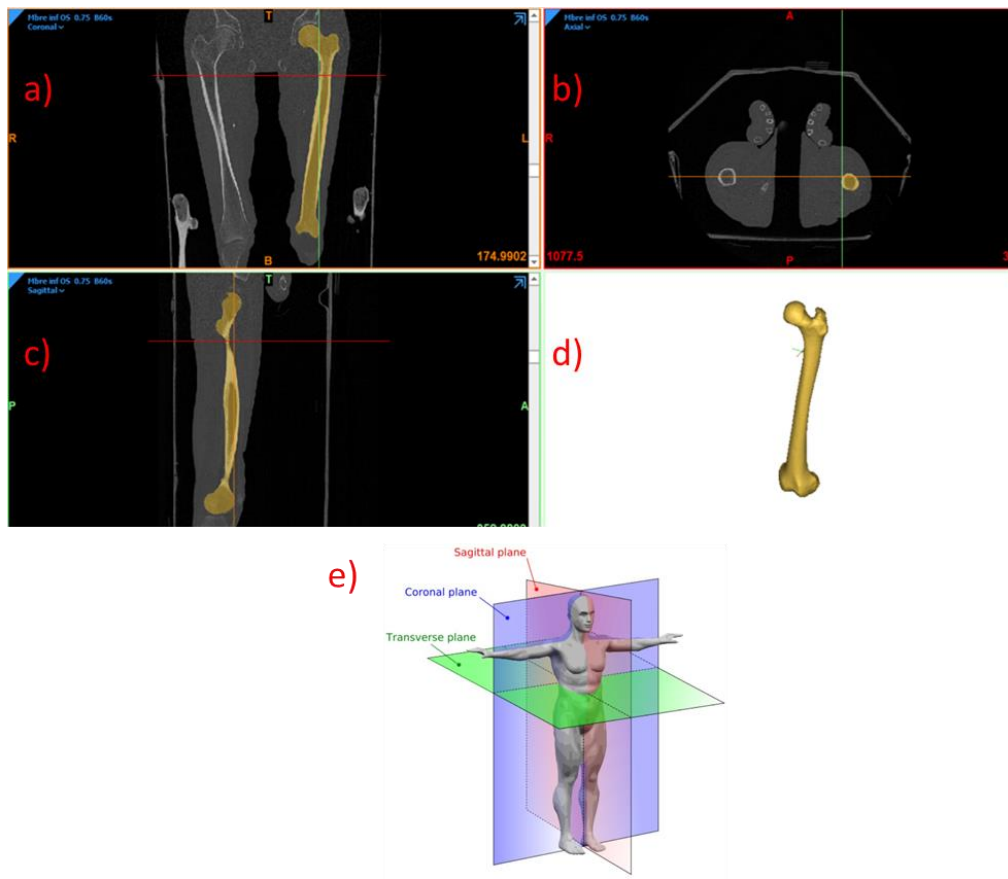 Mbre inf OS 0.75 B60s
Coronal
T
a)
R
L
B
174.9902
Mbre inf OS 0.75 B60s
Axial
A
b)
R
L
1077.5
P
3
Mbre inf OS 0.75 B60s
Sagittal
T
c)
P
A
d)
e)
Sagittal plane
Coronal plane
Transverse plane